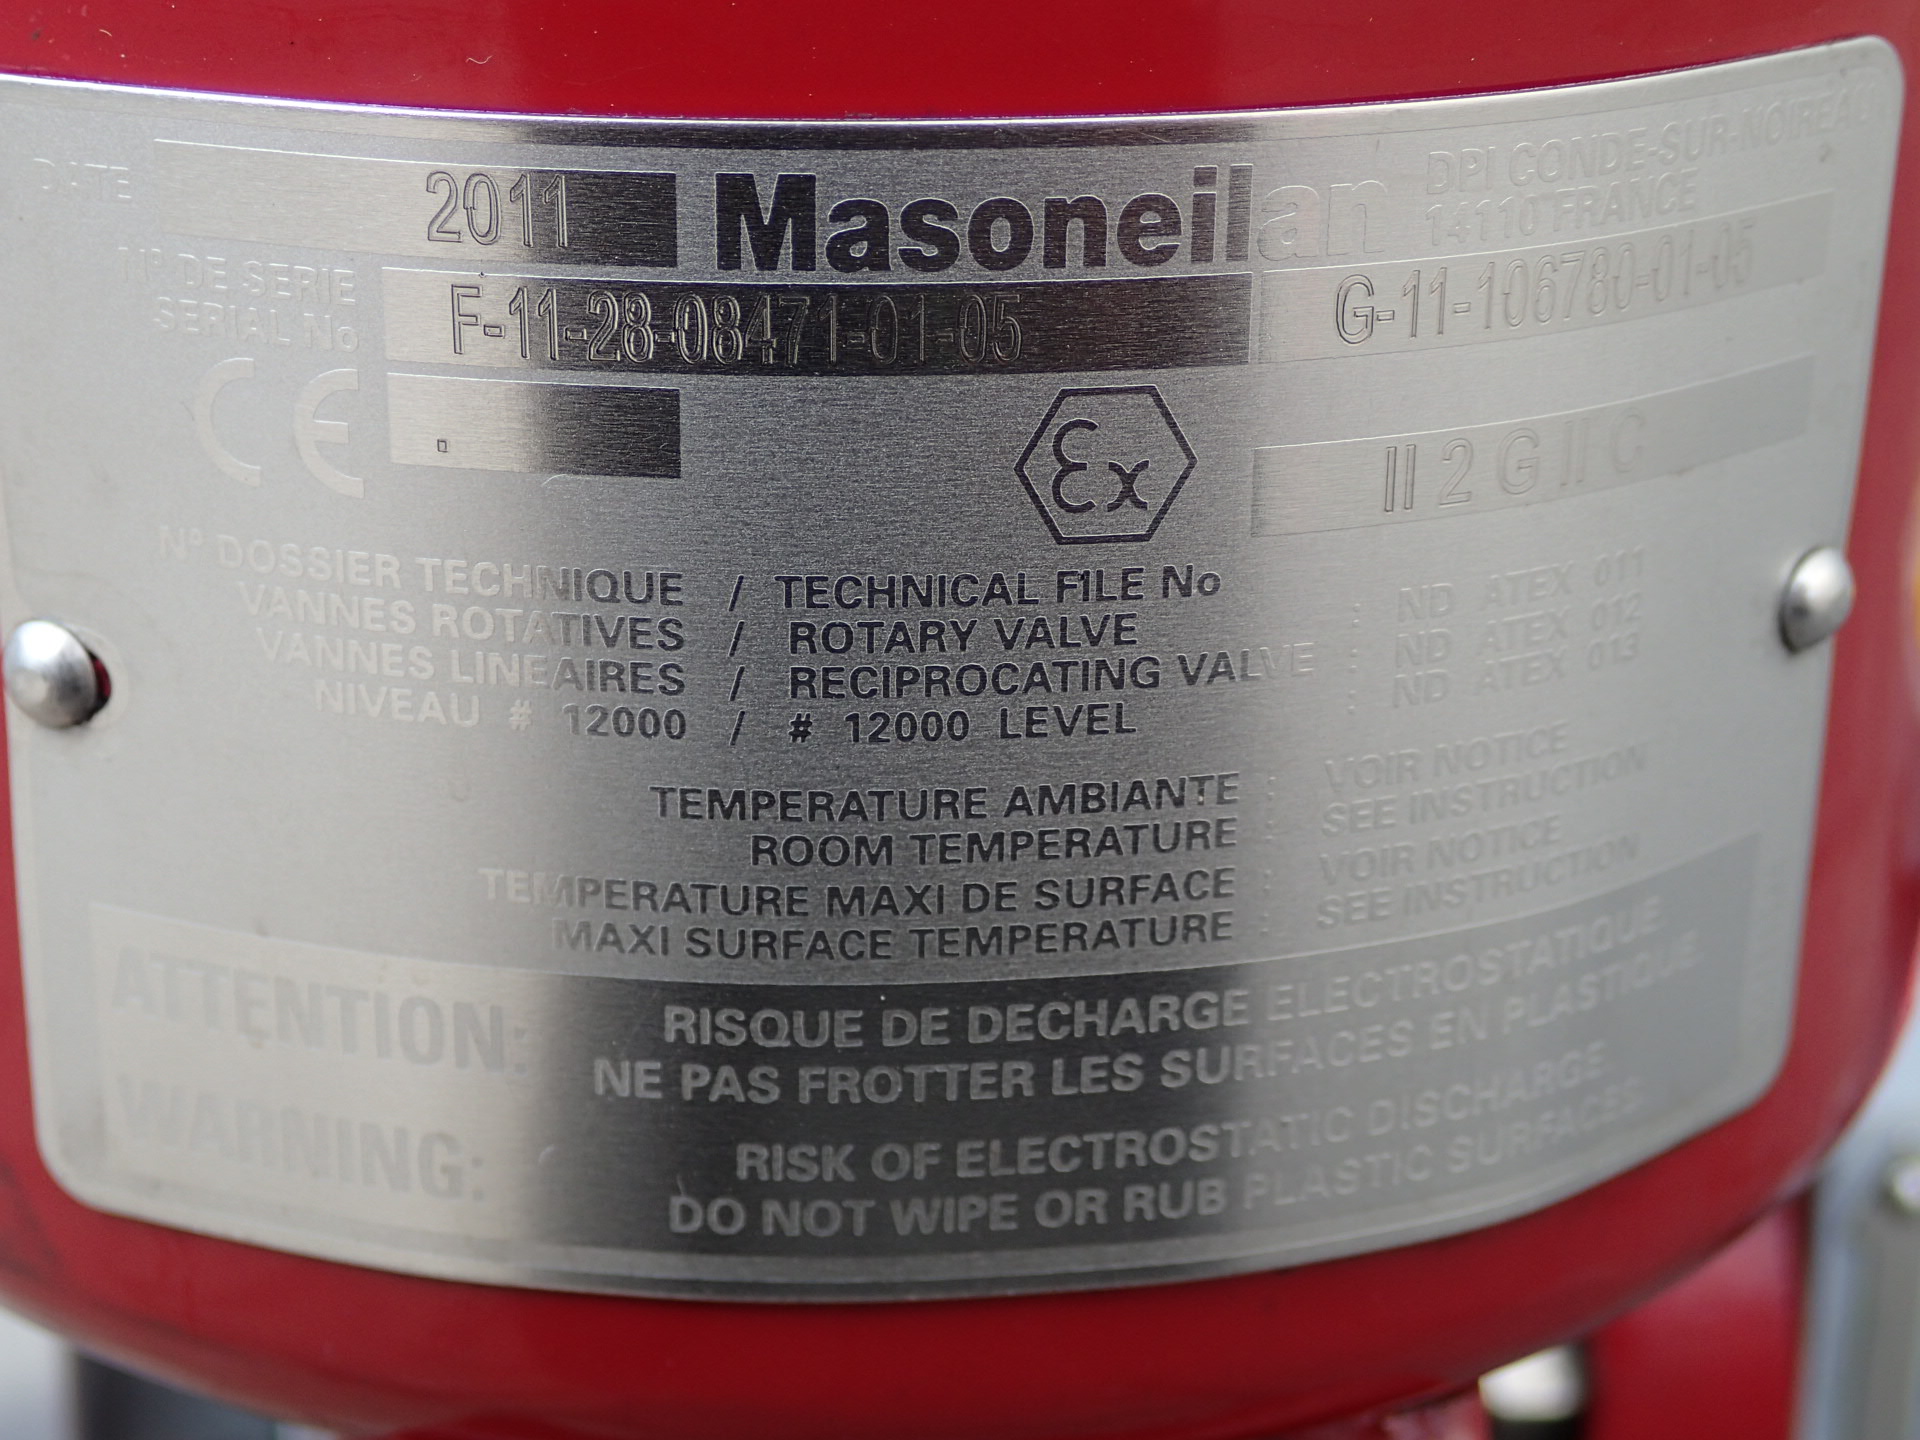 DATE 2011 Masoneilan DPI CONDE-SUR-NOIREAU
14110 FRANCE
N° DE SERIE
SERIAL No F-11-28-08471-01-05 G-11-106780-01-05
CE . Ex II 2 G II C
N° DOSSIER TECHNIQUE / TECHNICAL FILE No
VANNES ROTATIVES / ROTARY VALVE : ND ATEX 011
VANNES LINEAIRES / RECIPROCATING VALVE : ND ATEX 012
NIVEAU # 12000 / # 12000 LEVEL : ND ATEX 013
TEMPERATURE AMBIANTE : VOIR NOTICE
ROOM TEMPERATURE : SEE INSTRUCTION
TEMPERATURE MAXI DE SURFACE : VOIR NOTICE
MAXI SURFACE TEMPERATURE : SEE INSTRUCTION
ATTENTION: RISQUE DE DECHARGE ELECTROSTATIQUE
NE PAS FROTTER LES SURFACES EN PLASTIQUE
WARNING: RISK OF ELECTROSTATIC DISCHARGE
DO NOT WIPE OR RUB PLASTIC SURFACES